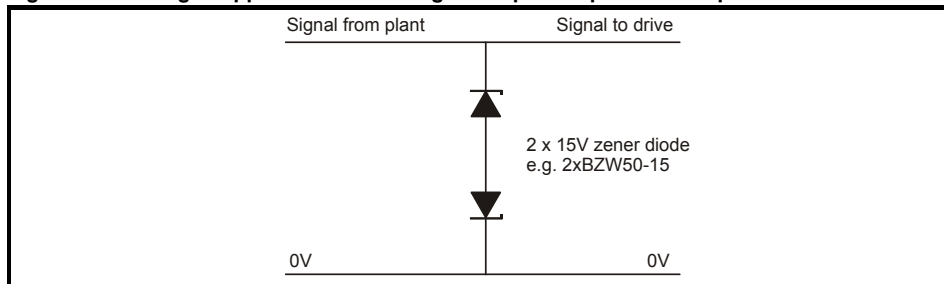 Signal from plant Signal to drive
2 x 15V zener diode
e.g. 2xBZW50-15
0V 0V